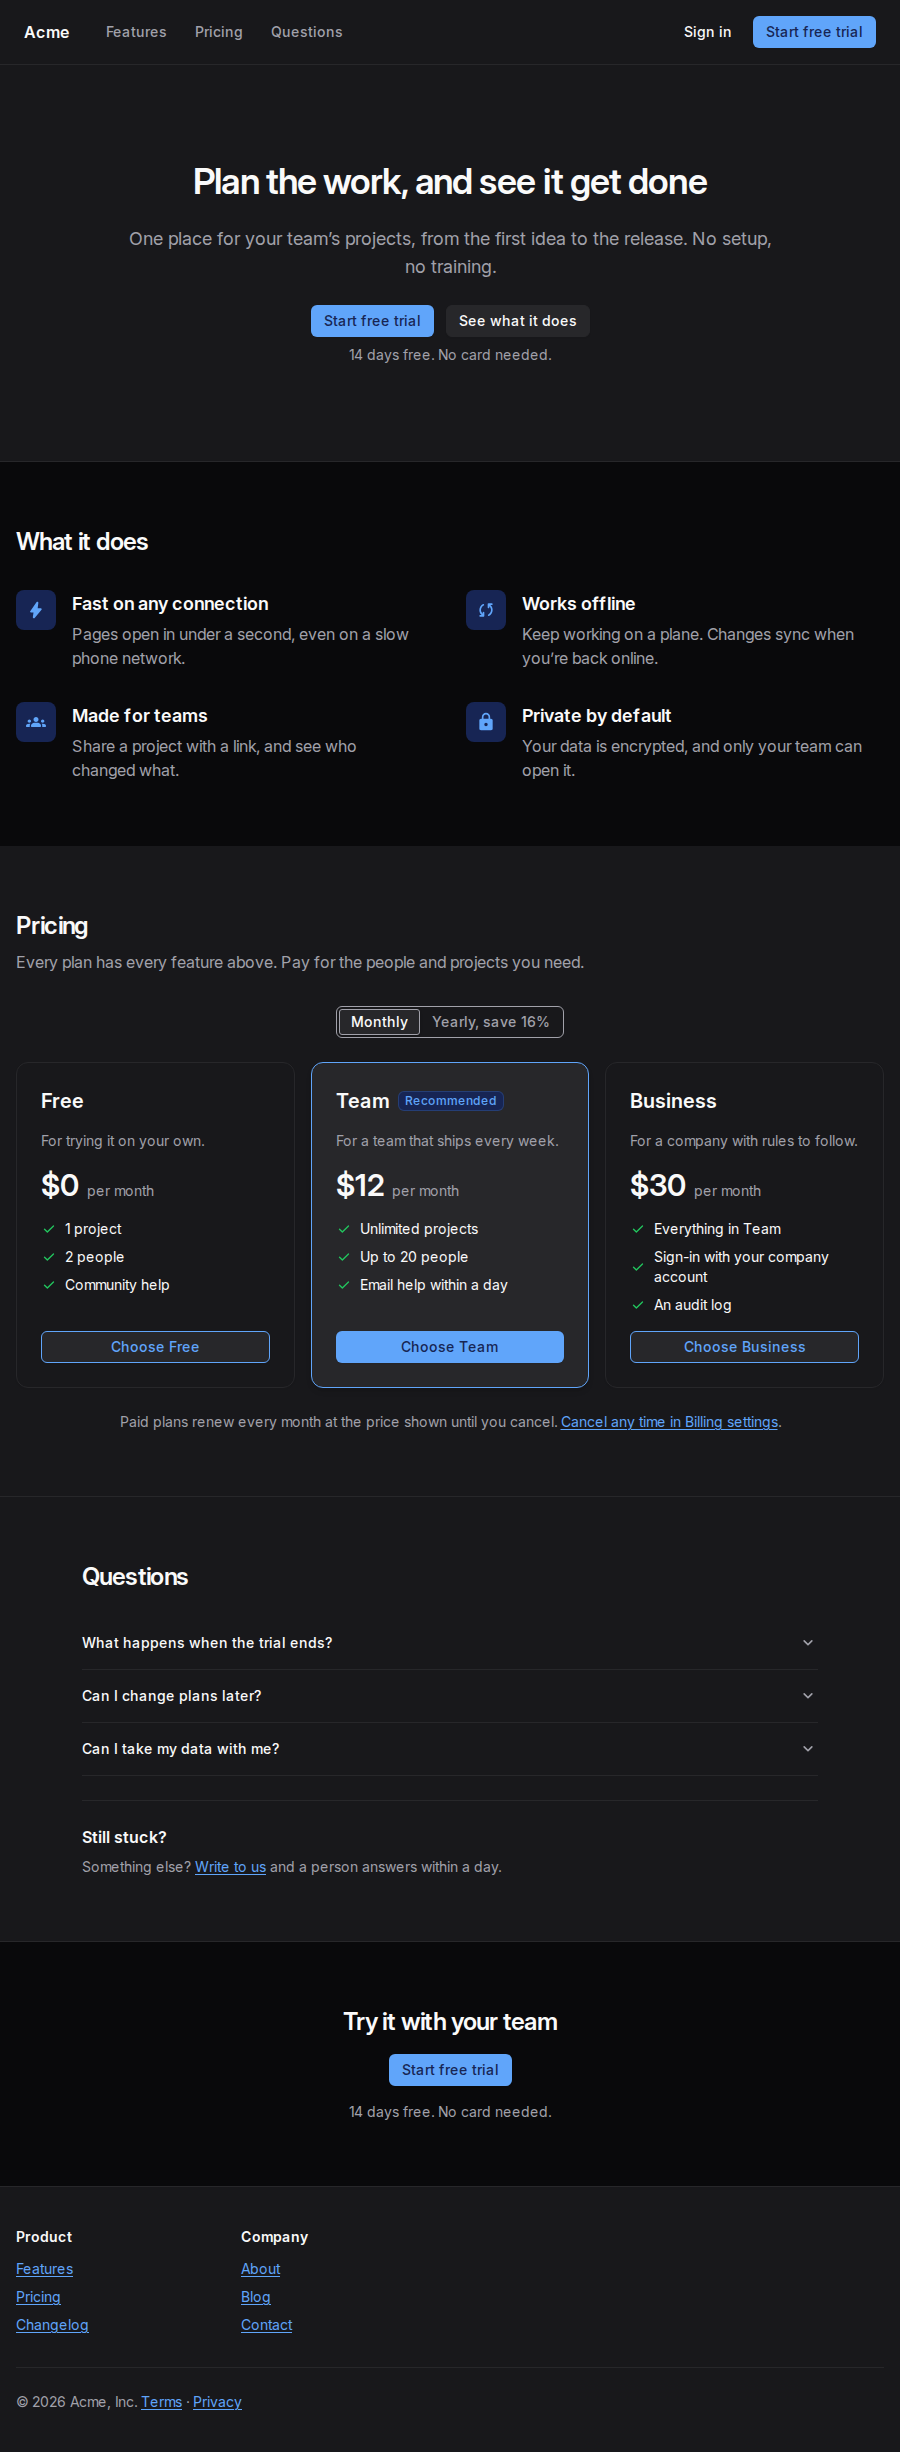 Acme Features Pricing Questions Sign in Start free trial
Plan the work, and see it get done
One place for your team’s projects, from the first idea to the release. No setup,
no training.
Start free trial See what it does
14 days free. No card needed.
What it does
Fast on any connection
Pages open in under a second, even on a slow
phone network.
Works offline
Keep working on a plane. Changes sync when
you’re back online.
Made for teams
Share a project with a link, and see who
changed what.
Private by default
Your data is encrypted, and only your team can
open it.
Pricing
Every plan has every feature above. Pay for the people and projects you need.
Monthly Yearly, save 16%
Free
For trying it on your own.
$0 per month
1 project
2 people
Community help
Choose Free
Team Recommended
For a team that ships every week.
$12 per month
Unlimited projects
Up to 20 people
Email help within a day
Choose Team
Business
For a company with rules to follow.
$30 per month
Everything in Team
Sign-in with your company
account
An audit log
Choose Business
Paid plans renew every month at the price shown until you cancel. Cancel any time in Billing settings.
Questions
What happens when the trial ends?
Can I change plans later?
Can I take my data with me?
Still stuck?
Something else? Write to us and a person answers within a day.
Try it with your team
Start free trial
14 days free. No card needed.
Product
Features
Pricing
Changelog
Company
About
Blog
Contact
© 2026 Acme, Inc. Terms · Privacy